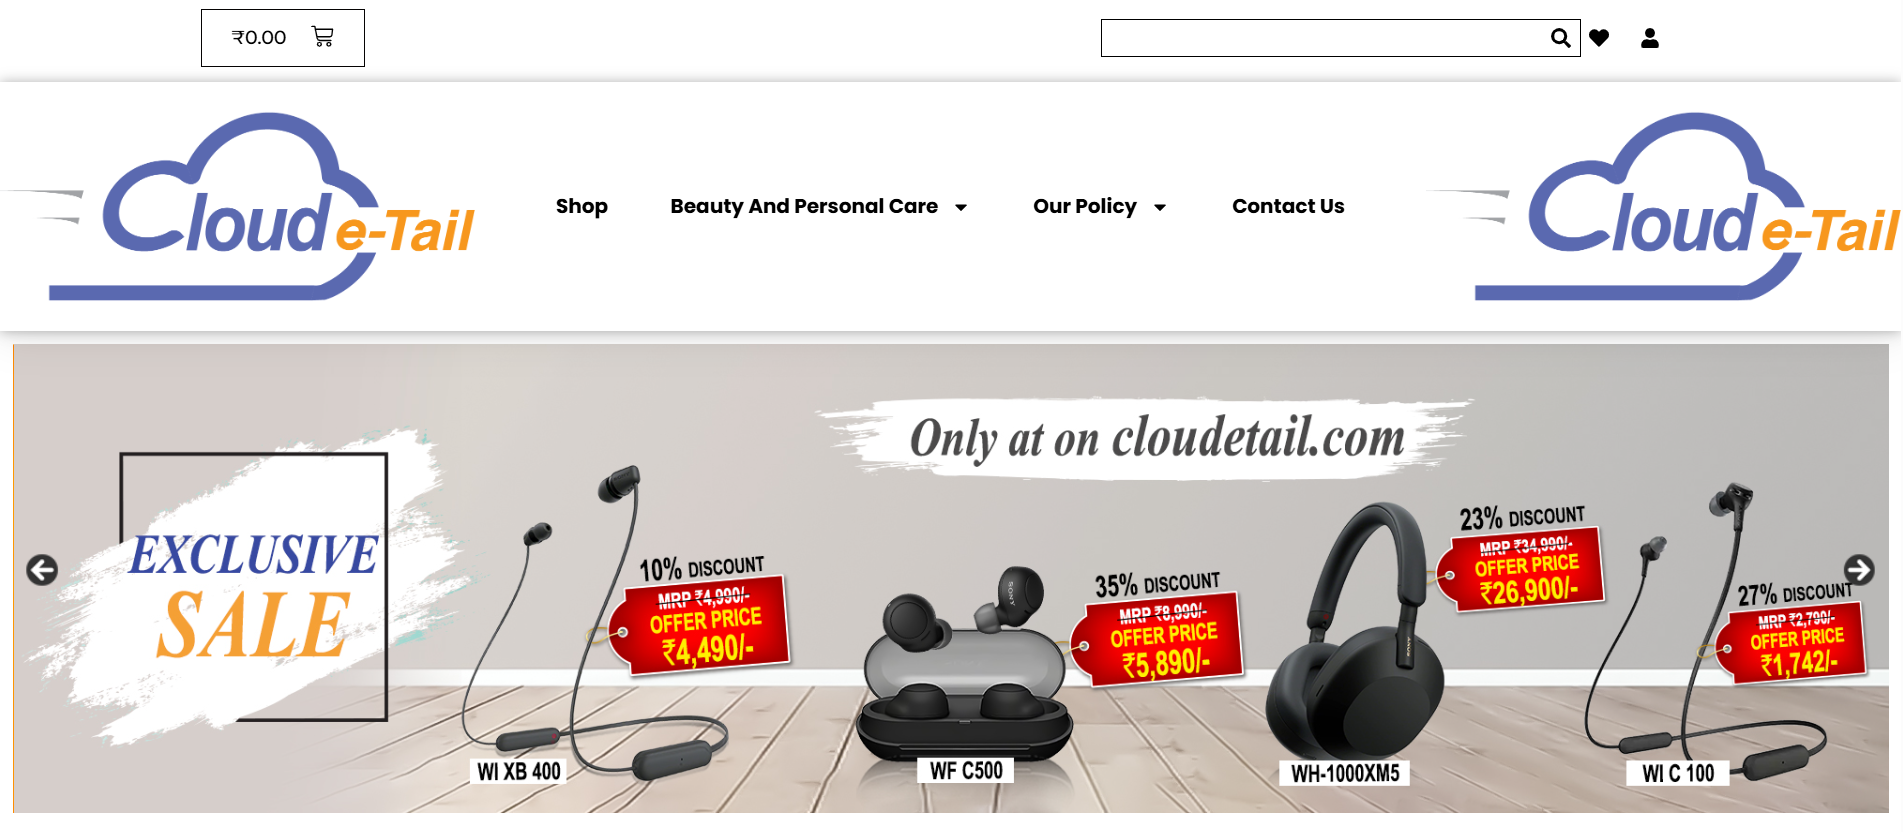 ₹0.00
Cloud e-Tail
Shop
Beauty And Personal Care
Our Policy
Contact Us
Cloud e-Tail
Only at on cloudetail.com
EXCLUSIVE
SALE
10% DISCOUNT
MRP ₹4,990/-
OFFER PRICE
₹4,490/-
WI XB 400
35% DISCOUNT
MRP ₹8,990/-
OFFER PRICE
₹5,890/-
SONY
WF C500
23% DISCOUNT
MRP ₹34,990/-
OFFER PRICE
₹26,900/-
SONY
WH-1000XM5
27% DISCOUNT
MRP ₹2,790/-
OFFER PRICE
₹1,742/-
WI C 100